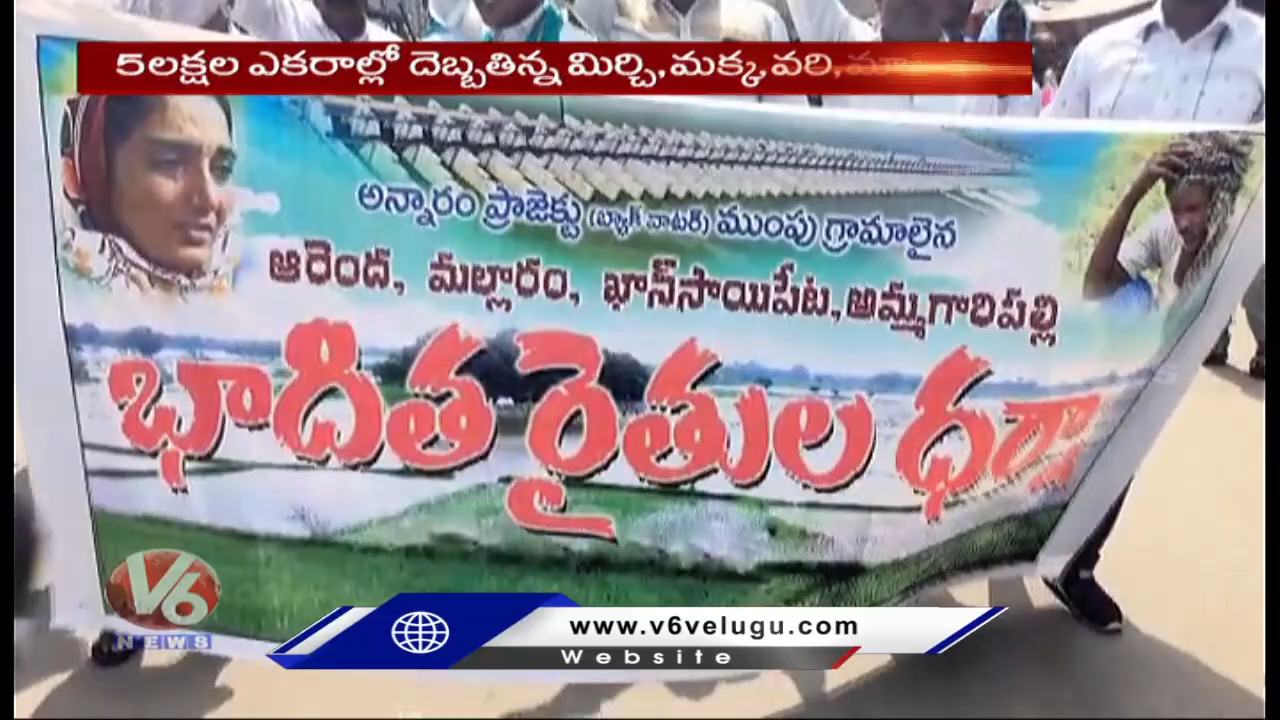 5లక్షల ఎకరాల్లో దెబ్బతిన్న మిర్చి,మక్క,వరి,
అన్నారం ప్రాజెక్టు (బ్యాక్ వాటర్) ముంపు గ్రామాలైన
ఆరెంద, మల్లారం, ఖాన్‌సాయిపేట,అమ్మగారిపల్లి
భాదిత రైతుల ధర్నా
V6
NEWS
www.v6velugu.com
Website